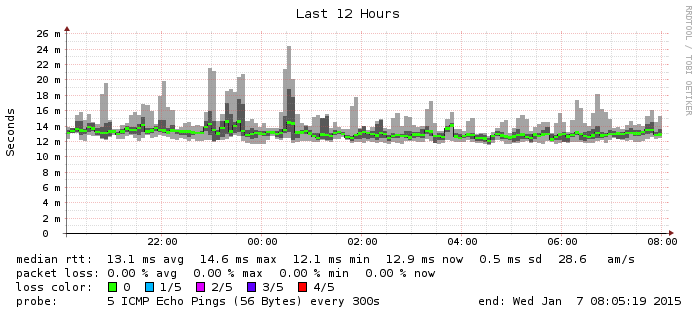 Last 12 Hours
RRDTOOL / TOBI OETIKER
Seconds
26 m
24 m
22 m
20 m
18 m
16 m
14 m
12 m
10 m
8 m
6 m
4 m
2 m
0
22:00 00:00 02:00 04:00 06:00 08:00
median rtt: 13.1 ms avg 14.6 ms max 12.1 ms min 12.9 ms now 0.5 ms sd 28.6 am/s
packet loss: 0.00 % avg 0.00 % max 0.00 % min 0.00 % now
loss color: 0 1/5 2/5 3/5 4/5
probe: 5 ICMP Echo Pings (56 Bytes) every 300s end: Wed Jan 7 08:05:19 2015